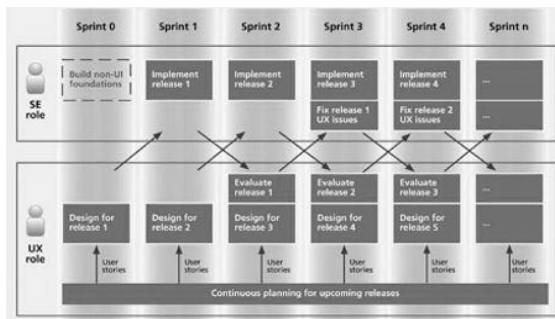 Sprint 0
Sprint 1
Sprint 2
Sprint 3
Sprint 4
Sprint n
SE
role
Build non-UI
foundations
Implement
release 1
Implement
release 2
Implement
release 3
Implement
release 4
...
Fix release 1
UX issues
Fix release 2
UX issues
...
UX
role
Evaluate
release 1
Evaluate
release 2
Evaluate
release 3
...
Design for
release 1
Design for
release 2
Design for
release 3
Design for
release 4
Design for
release 5
...
User
stories
User
stories
User
stories
User
stories
User
stories
User
stories
Continuous planning for upcoming releases